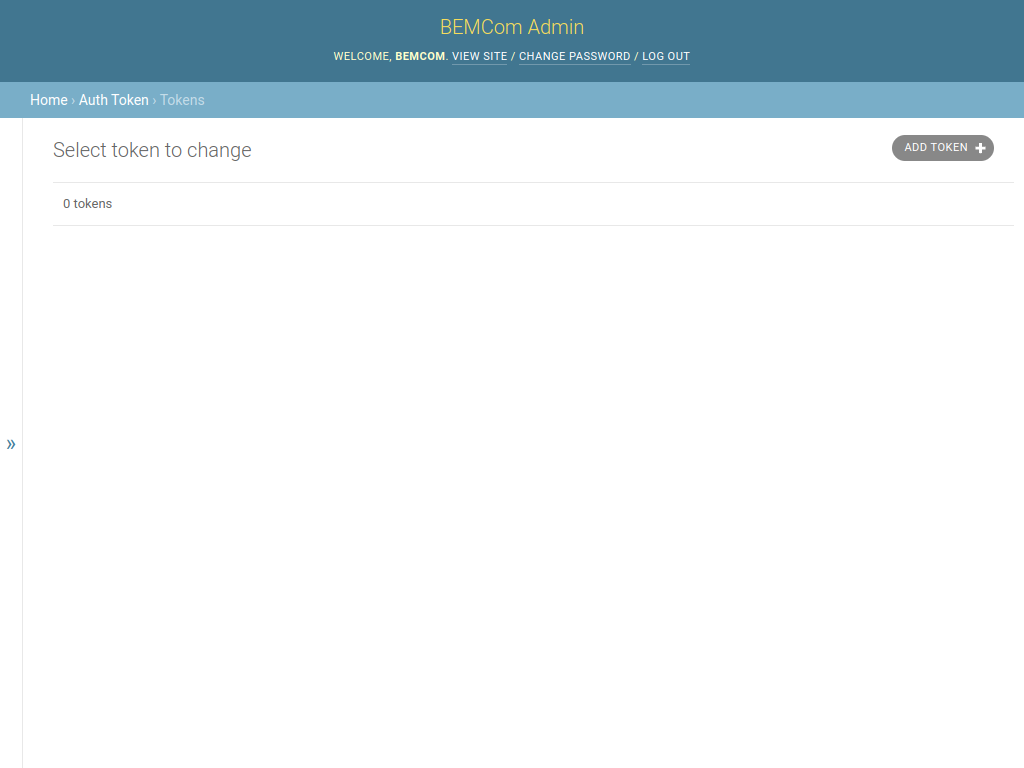 BEMCom Admin
WELCOME, BEMCOM. VIEW SITE / CHANGE PASSWORD / LOG OUT
Home › Auth Token › Tokens
Select token to change
ADD TOKEN
0 tokens
»